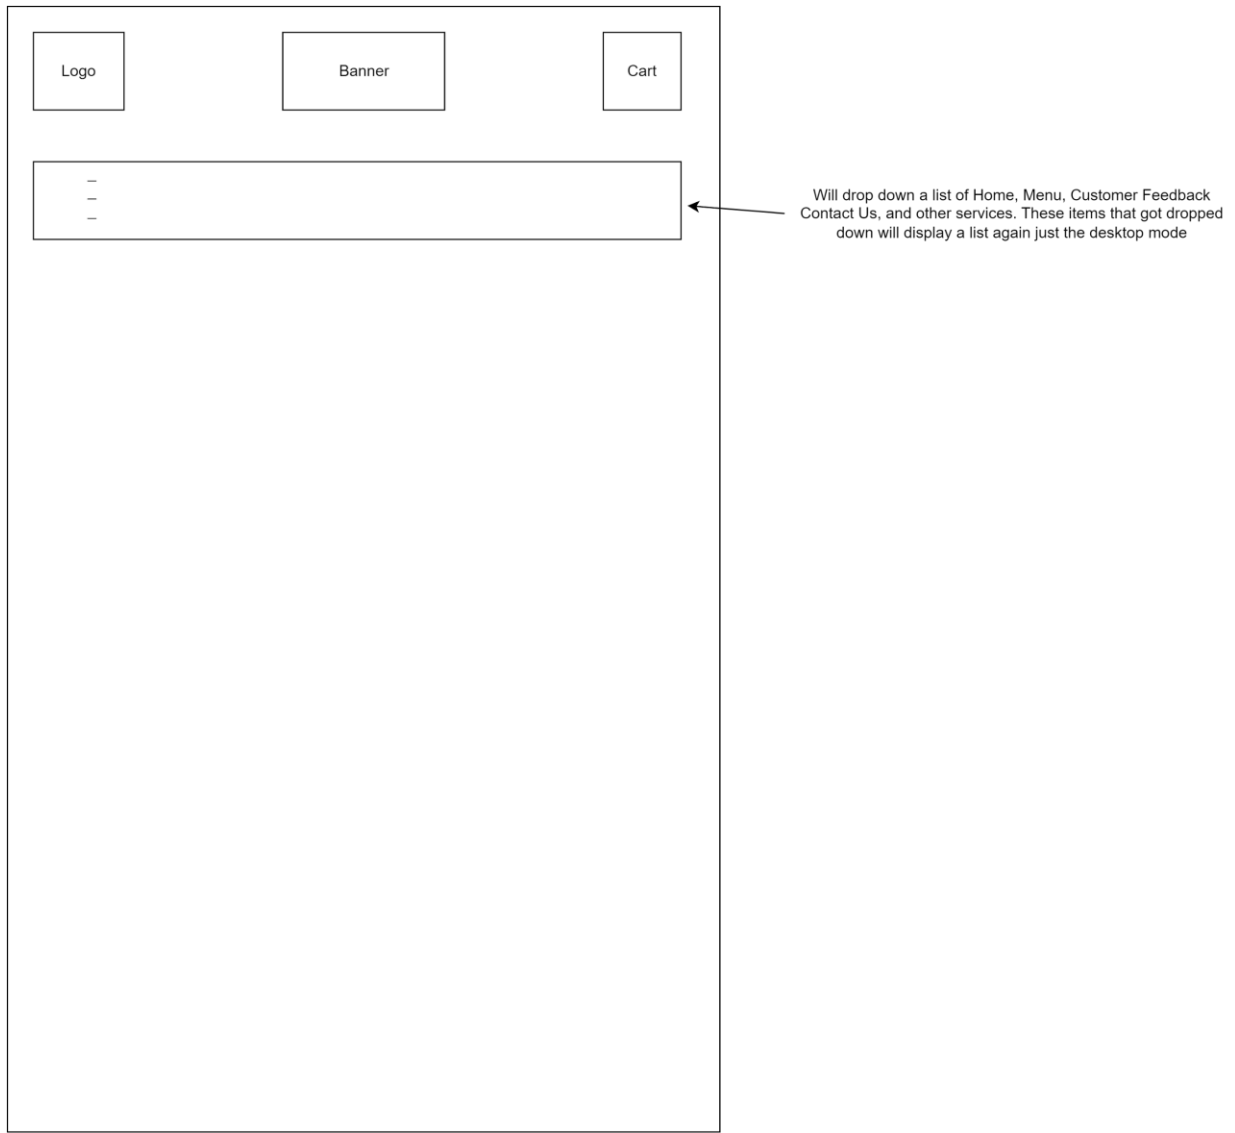 Logo
Banner
Cart
Will drop down a list of Home, Menu, Customer Feedback
Contact Us, and other services. These items that got dropped
down will display a list again just the desktop mode